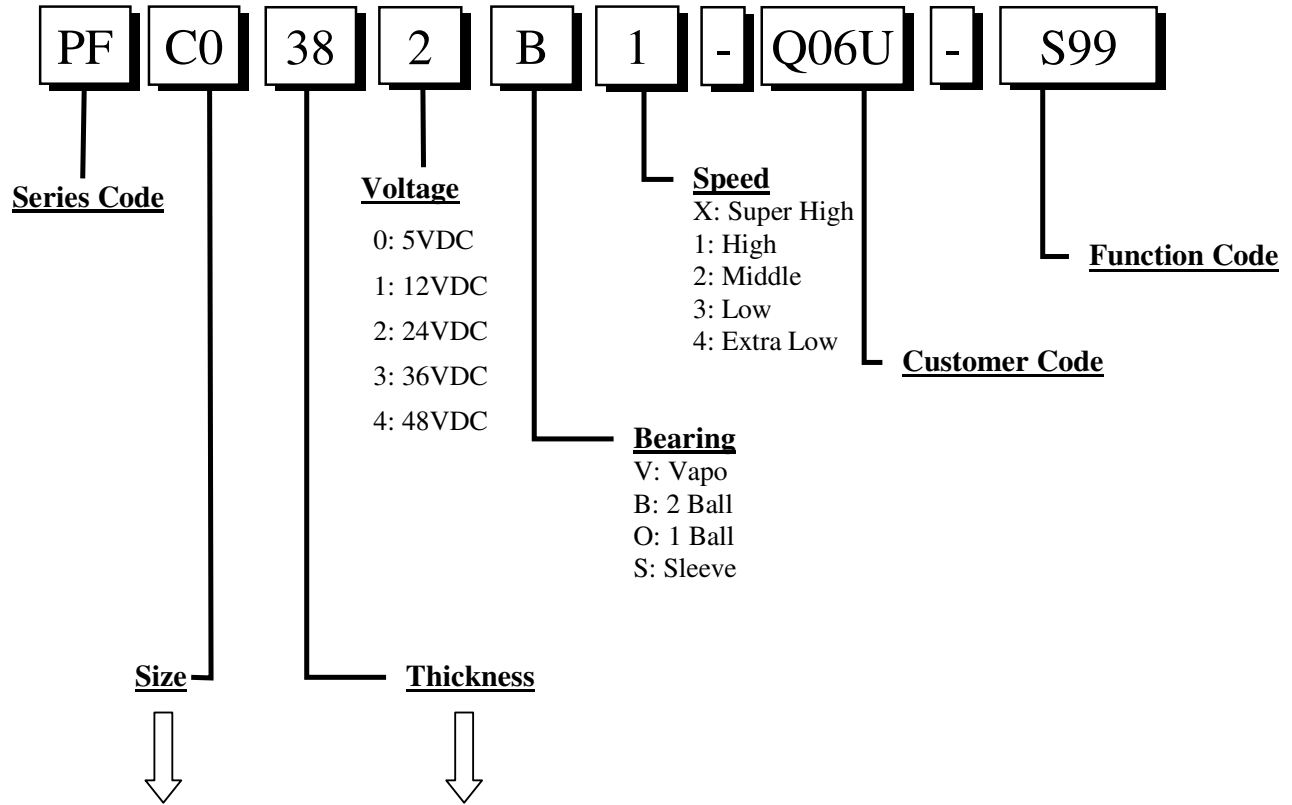 PF C0 38 2 B 1 - Q06U - S99
Series Code
Voltage
0: 5VDC
1: 12VDC
2: 24VDC
3: 36VDC
4: 48VDC
Speed
X: Super High
1: High
2: Middle
3: Low
4: Extra Low
Function Code
Customer Code
Bearing
V: Vapo
B: 2 Ball
O: 1 Ball
S: Sleeve
Size
Thickness